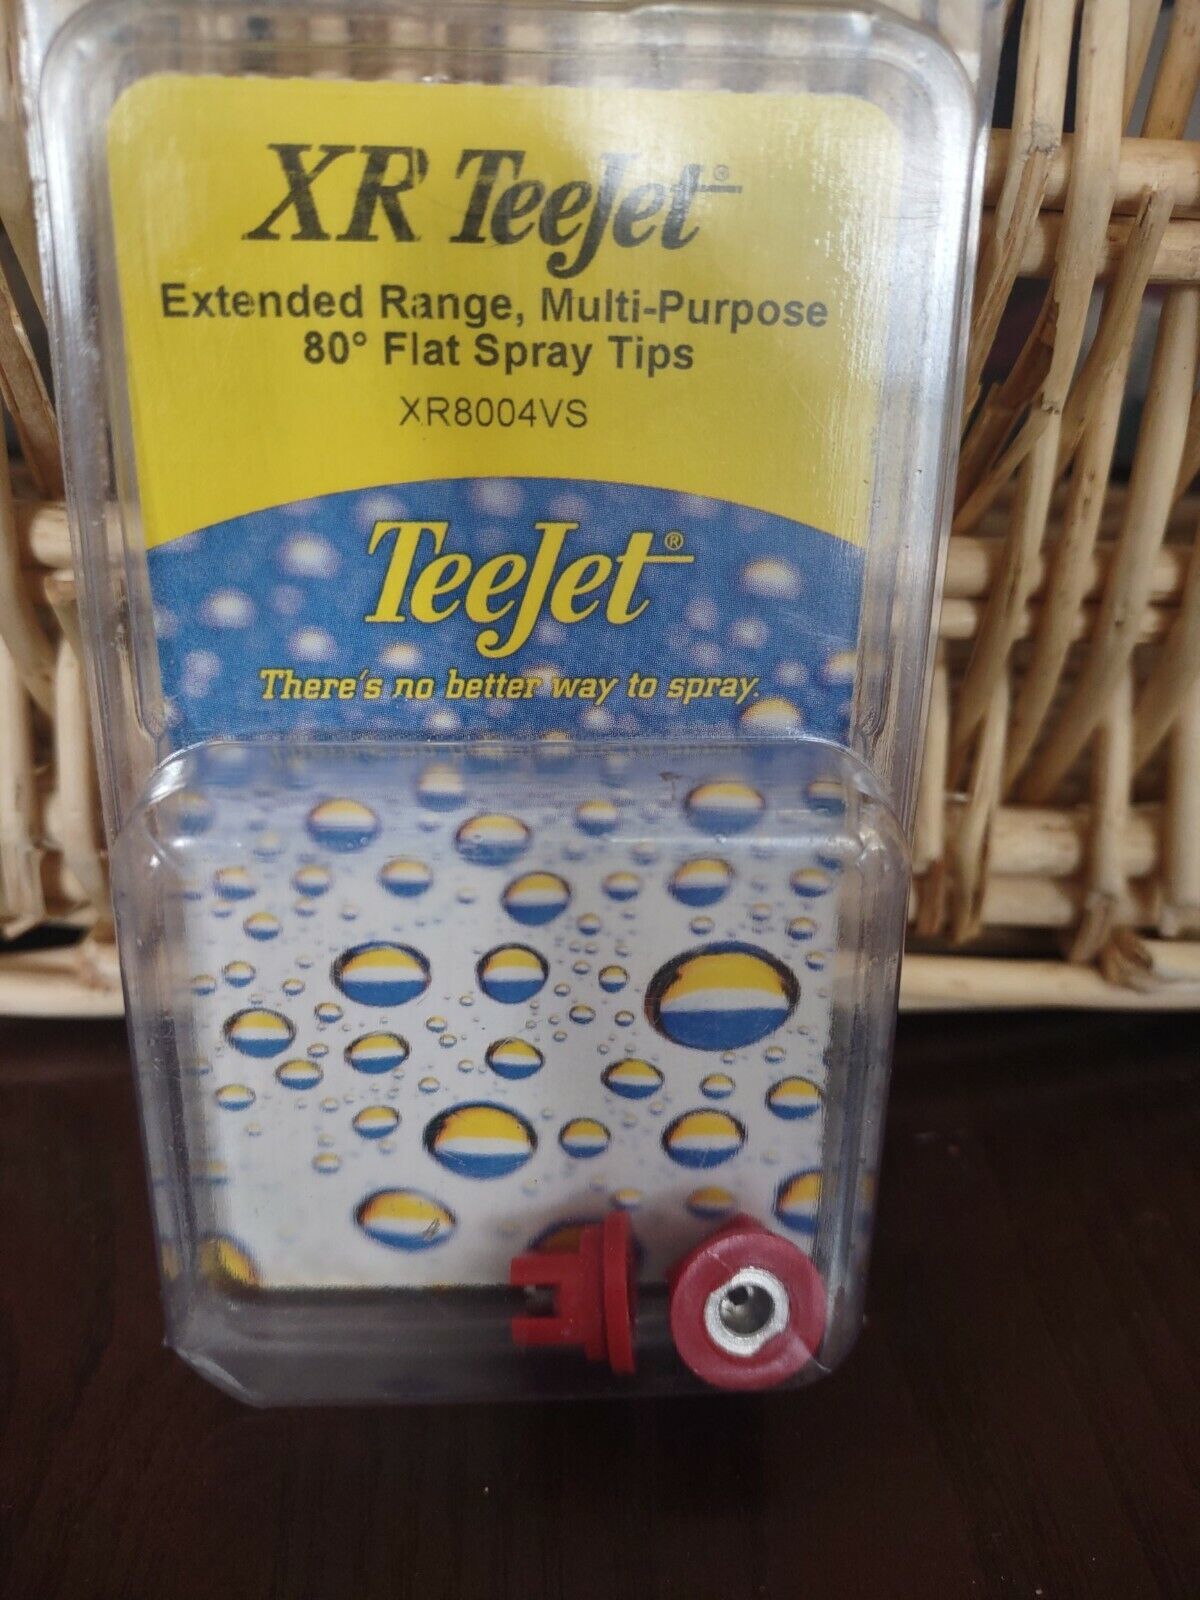 XR TeeJet®
Extended Range, Multi-Purpose
80° Flat Spray Tips
XR8004VS
TeeJet®
There's no better way to spray.